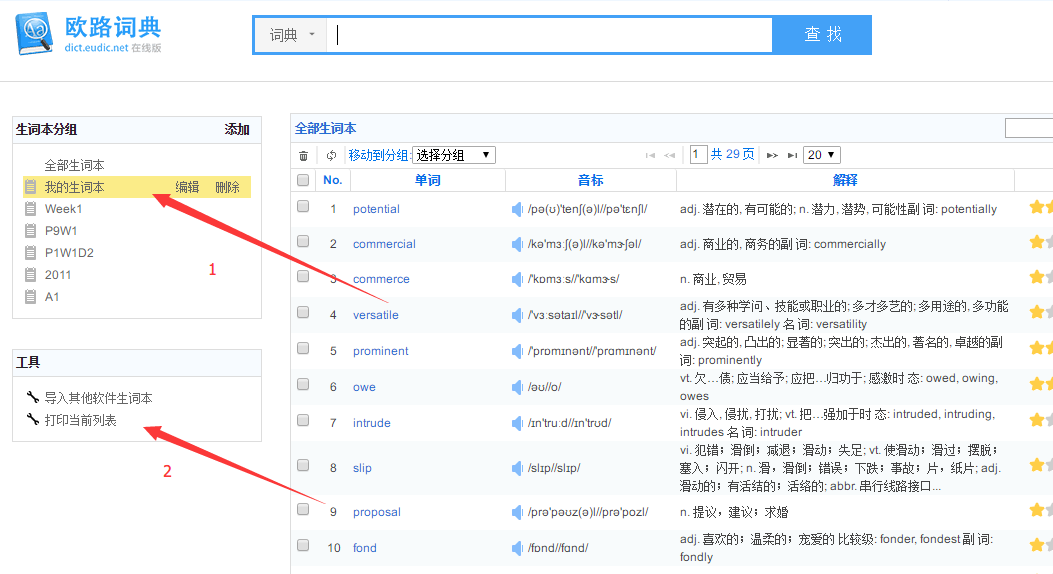 欧路词典
dict.eudic.net 在线版
词典
查 找
生词本分组 添加
全部生词本
我的生词本 编辑 删除
Week1
P9W1
P1W1D2
2011
A1
1
工具
导入其他软件生词本
打印当前列表
2
全部生词本
移动到分组: 选择分组 1 共 29 页 20
No. 单词 音标 解释
1 potential /pə(ʊ)'tenʃ(ə)l//pə'tɛnʃl/ adj. 潜在的, 有可能的; n. 潜力, 潜势, 可能性副 词: potentially
2 commercial /kə'mɜːʃ(ə)l//kə'mɝʃəl/ adj. 商业的, 商务的副 词: commercially
3 commerce /'kɒmɜːs//'kɑmɝs/ n. 商业, 贸易
4 versatile /'vɜːsətaɪl//'vɝsətl/ adj. 有多种学问、技能或职业的; 多才多艺的; 多用途的, 多功能
的副 词: versatilely 名 词: versatility
5 prominent /'prɒmɪnənt//'prɑmɪnənt/ adj. 突起的, 凸出的; 显著的; 突出的; 杰出的, 著名的, 卓越的副
词: prominently
6 owe /əʊ//o/ vt. 欠…债; 应当给予; 应把…归功于; 感激时 态: owed, owing,
owes
7 intrude /ɪn'truːd//ɪn'trʊd/ vi. 侵入, 侵扰, 打扰; vt. 把…强加于时 态: intruded, intruding,
intrudes 名 词: intruder
8 slip /slɪp//slɪp/ vi. 犯错；滑倒；减退；滑动；失足; vt. 使滑动；滑过；摆脱；
塞入；闪开; n. 滑，滑倒；错误；下跌；事故；片，纸片; adj.
滑动的；有活结的；活络的; abbr. 串行线路接口...
9 proposal /prə'pəʊz(ə)l//prə'pozl/ n. 提议，建议；求婚
10 fond /fɒnd//fɑnd/ adj. 喜欢的；温柔的；宠爱的 比较级: fonder, fondest 副 词:
fondly